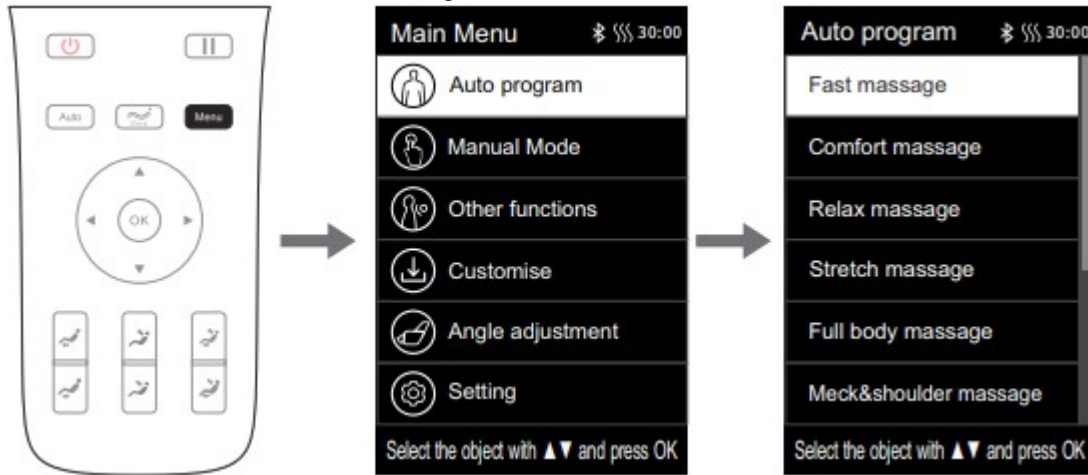 Auto
Menu
OK
Main Menu 30:00
Auto program
Manual Mode
Other functions
Customise
Angle adjustment
Setting
Select the object with ▲▼ and press OK
Auto program 30:00
Fast massage
Comfort massage
Relax massage
Stretch massage
Full body massage
Meck&shoulder massage
Select the object with ▲▼ and press OK